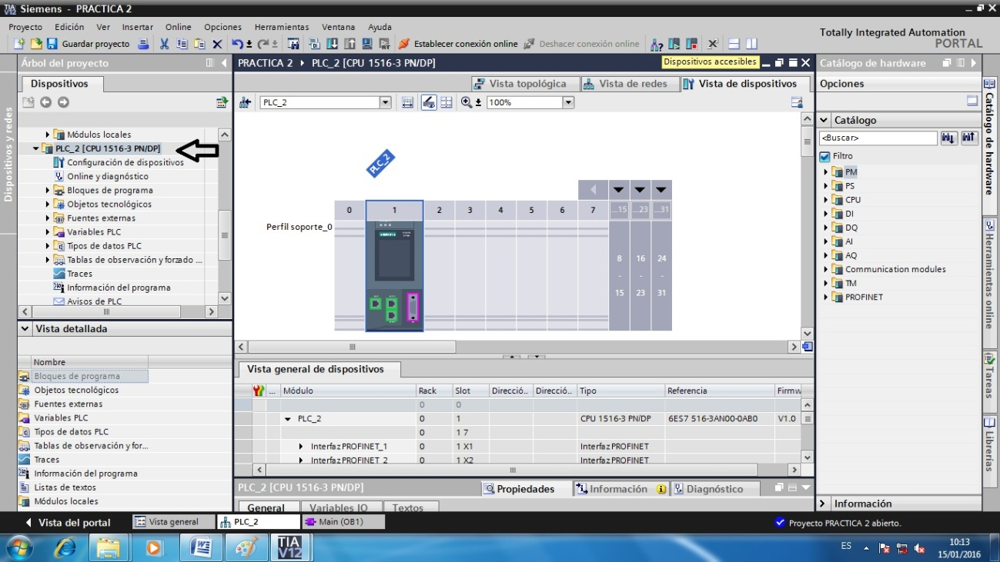 Siemens - PRACTICA 2
TIA V12
Proyecto Edición Ver Insertar Online Opciones Herramientas Ventana Ayuda
Totally Integrated Automation
PORTAL
Guardar proyecto
Establecer conexión online
Deshacer conexión online
Dispositivos accesibles
Árbol del proyecto
Dispositivos
Dispositivos y redes
Módulos locales
PLC_2 [CPU 1516-3 PN/DP]
Configuración de dispositivos
Online y diagnóstico
Bloques de programa
Objetos tecnológicos
Fuentes externas
Variables PLC
Tipos de datos PLC
Tablas de observación y forzado ...
Traces
Información del programa
Avisos de PLC
Vista detallada
Nombre
Bloques de programa
Objetos tecnológicos
Fuentes externas
Variables PLC
Tipos de datos PLC
Tablas de observación y for...
Traces
Información del programa
Listas de textos
Módulos locales
PRACTICA 2 PLC_2 [CPU 1516-3 PN/DP]
Vista topológica Vista de redes Vista de dispositivos
PLC_2 100%
PLC_2
0 1 2 3 4 5 6 7 ...15 ...23 ...31
Perfil soporte_0
SIEMENS
8 16 24
- - -
15 23 31
Vista general de dispositivos
... Módulo Rack Slot Direcció... Direcció... Tipo Referencia Firmw
0 0
PLC_2 0 1 CPU 1516-3 PN/DP 6ES7 516-3AN00-0AB0 V1.0
0 1 7
Interfaz PROFINET_1 0 1 X1 Interfaz PROFINET
Interfaz PROFINET_2 0 1 X2 Interfaz PROFINET
PLC_2 [CPU 1516-3 PN/DP]
Propiedades Información Diagnóstico
General Variables IO Textos
Catálogo de hardware
Opciones
Catálogo
<Buscar>
Filtro
PM
PS
CPU
DI
DQ
AI
AQ
Communication modules
TM
PROFINET
Información
Catálogo de hardware
Herramientas online
Tareas
Librerías
Vista del portal Vista general PLC_2 Main (OB1)
Proyecto PRACTICA 2 abierto.
TIA V12
ES
10:13
15/01/2016